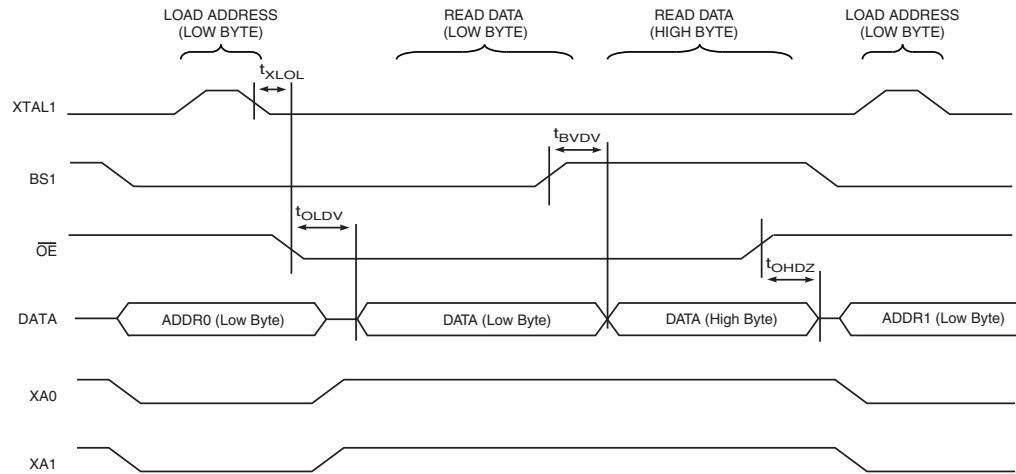 LOAD ADDRESS
(LOW BYTE)
READ DATA
(LOW BYTE)
READ DATA
(HIGH BYTE)
LOAD ADDRESS
(LOW BYTE)
tXLOL
XTAL1
tBVDV
BS1
tOLDV
OE
tOHDZ
DATA
ADDR0 (Low Byte)
DATA (Low Byte)
DATA (High Byte)
ADDR1 (Low Byte)
XA0
XA1